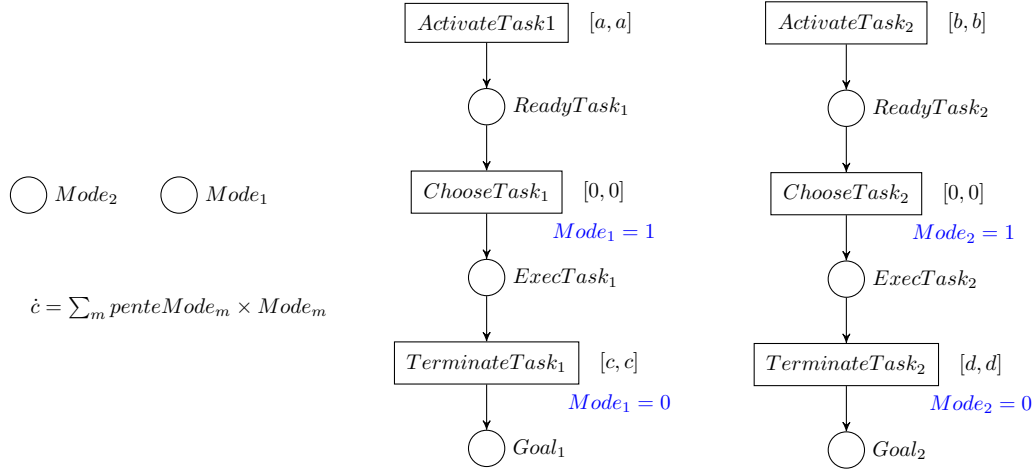 ActivateTask1 [a, a] ActivateTask₂ [b, b]
ReadyTask₁ ReadyTask₂
Mode₂ Mode₁ ChooseTask₁ [0, 0] ChooseTask₂ [0, 0]
Mode₁ = 1 Mode₂ = 1
ExecTask₁ ExecTask₂
ċ = ∑ₘ penteModeₘ × Modeₘ
TerminateTask₁ [c, c] TerminateTask₂ [d, d]
Mode₁ = 0 Mode₂ = 0
Goal₁ Goal₂